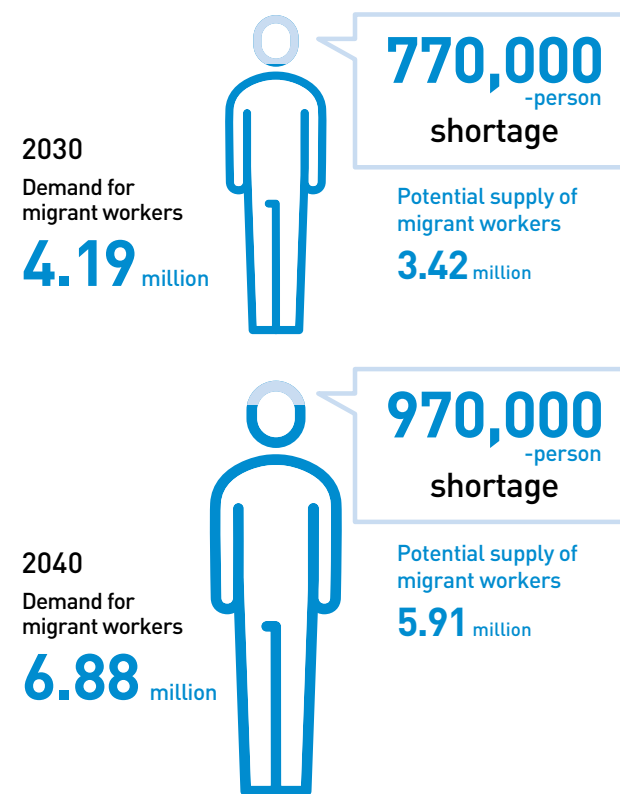 770,000
-person
shortage
2030
Demand for
migrant workers
4.19 million
Potential supply of
migrant workers
3.42 million
970,000
-person
shortage
2040
Demand for
migrant workers
6.88 million
Potential supply of
migrant workers
5.91 million